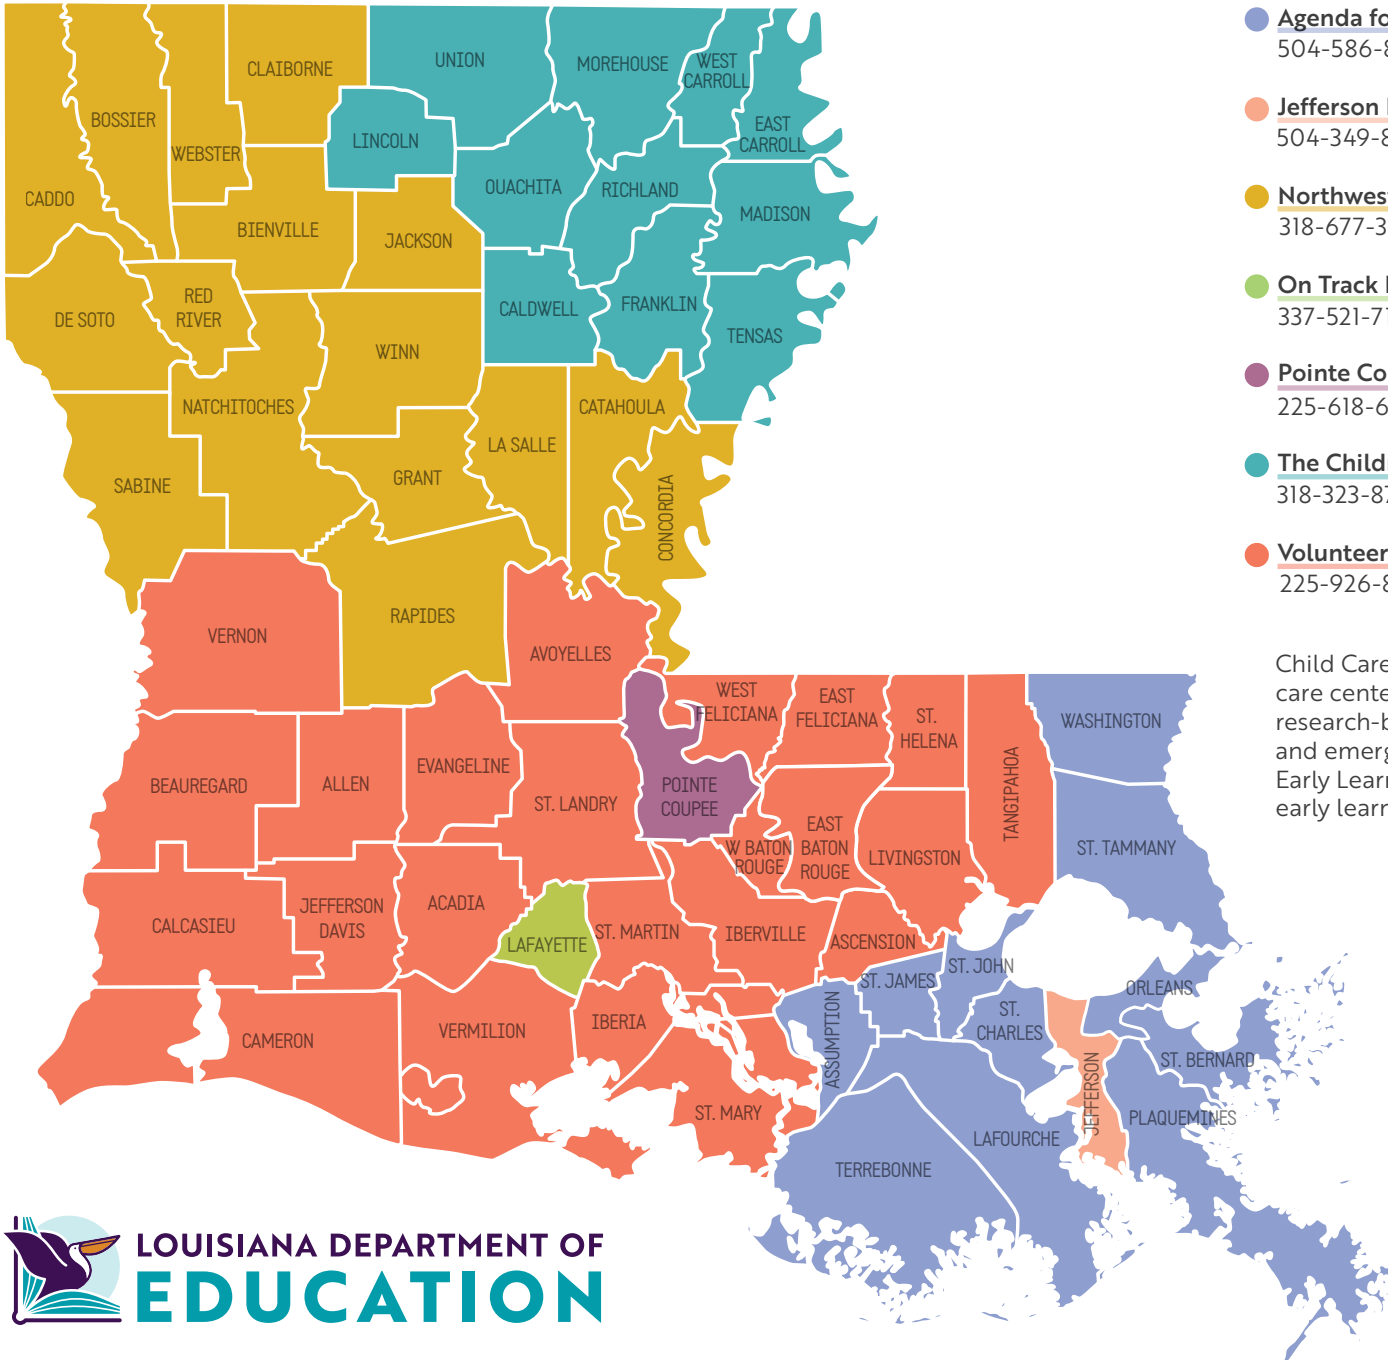 CLAIBORNE
UNION
MOREHOUSE
WEST
CARROLL
BOSSIER
WEBSTER
LINCOLN
EAST
CARROLL
CADDO
OUACHITA
RICHLAND
MADISON
BIENVILLE
JACKSON
RED
RIVER
DE SOTO
CALDWELL
FRANKLIN
TENSAS
WINN
NATCHITOCHES
CATAHOULA
LA SALLE
SABINE
GRANT
CONCORDIA
RAPIDES
VERNON
AVOYELLES
WEST
FELICIANA
EAST
FELICIANA
ST.
HELENA
TANGIPAHOA
WASHINGTON
BEAUREGARD
ALLEN
EVANGELINE
ST. LANDRY
POINTE
COUPEE
W BATON
ROUGE
EAST
BATON
ROUGE
LIVINGSTON
ST. TAMMANY
CALCASIEU
JEFFERSON
DAVIS
ACADIA
LAFAYETTE
ST. MARTIN
IBERVILLE
ASCENSION
ST. JAMES
ST. JOHN
ORLEANS
CAMERON
VERMILION
IBERIA
ASSUMPTION
ST.
CHARLES
ST. BERNARD
JEFFERSON
PLAQUEMINES
ST. MARY
LAFOURCHE
TERREBONNE
Agenda fo
504-586-8
Jefferson
504-349-8
Northwest
318-677-3
On Track
337-521-71
Pointe Co
225-618-6
The Child
318-323-87
Volunteer
225-926-8
Child Care
care cente
research-b
and emerg
Early Learn
early learr
LOUISIANA DEPARTMENT OF
EDUCATION